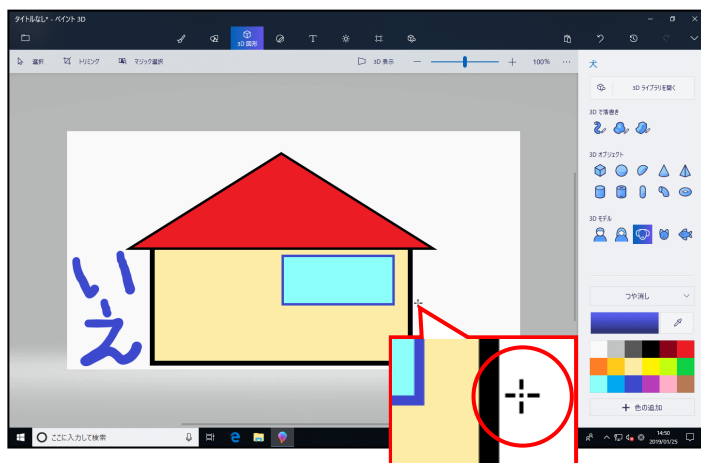 タイトルなし* - ペイント 3D
3D 図形
T
選択
トリミング
マジック選択
3D 表示
100%
犬
3D ライブラリを開く
3D で落書き
3D オブジェクト
3D モデル
つや消し
色の追加
いえ
ここに入力して検索
14:50
2019/01/25